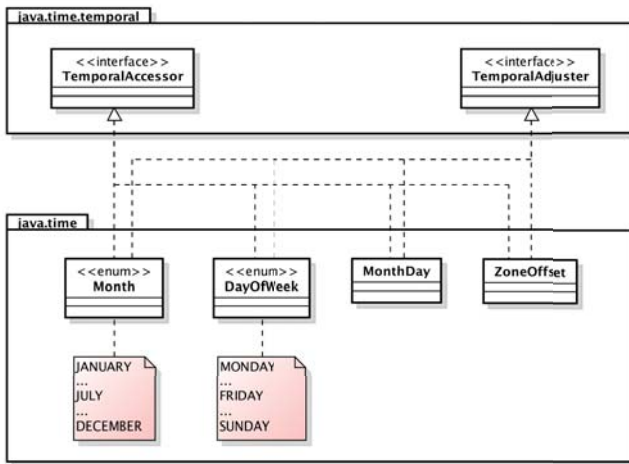 java.time.temporal
<<interface>>
TemporalAccessor
<<interface>>
TemporalAdjuster
java.time
<<enum>>
Month
<<enum>>
DayOfWeek
MonthDay
ZoneOffset
JANUARY
...
JULY
...
DECEMBER
MONDAY
...
FRIDAY
...
SUNDAY